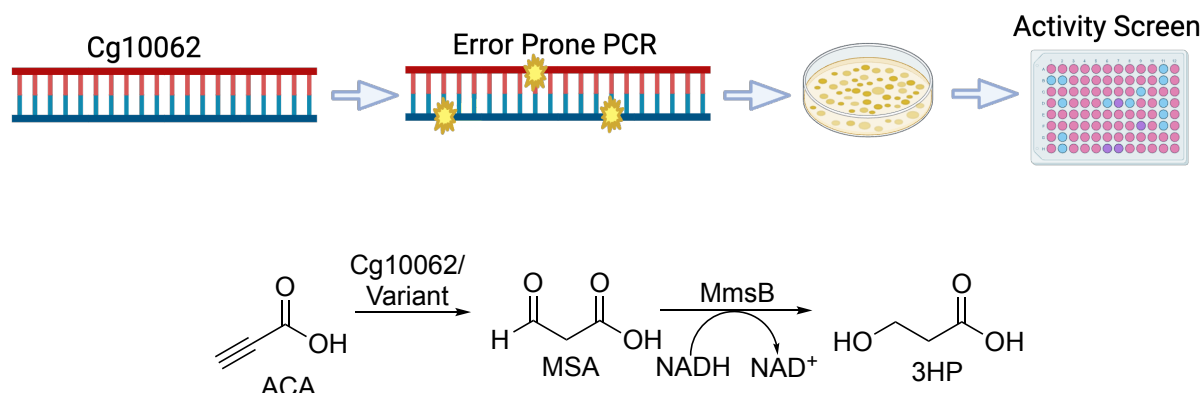 Cg10062
Error Prone PCR
Activity Screen
Cg10062/
Variant
MmsB
O
OH
ACA
O
O
H
OH
MSA
NADH
NAD⁺
O
HO
OH
3HP